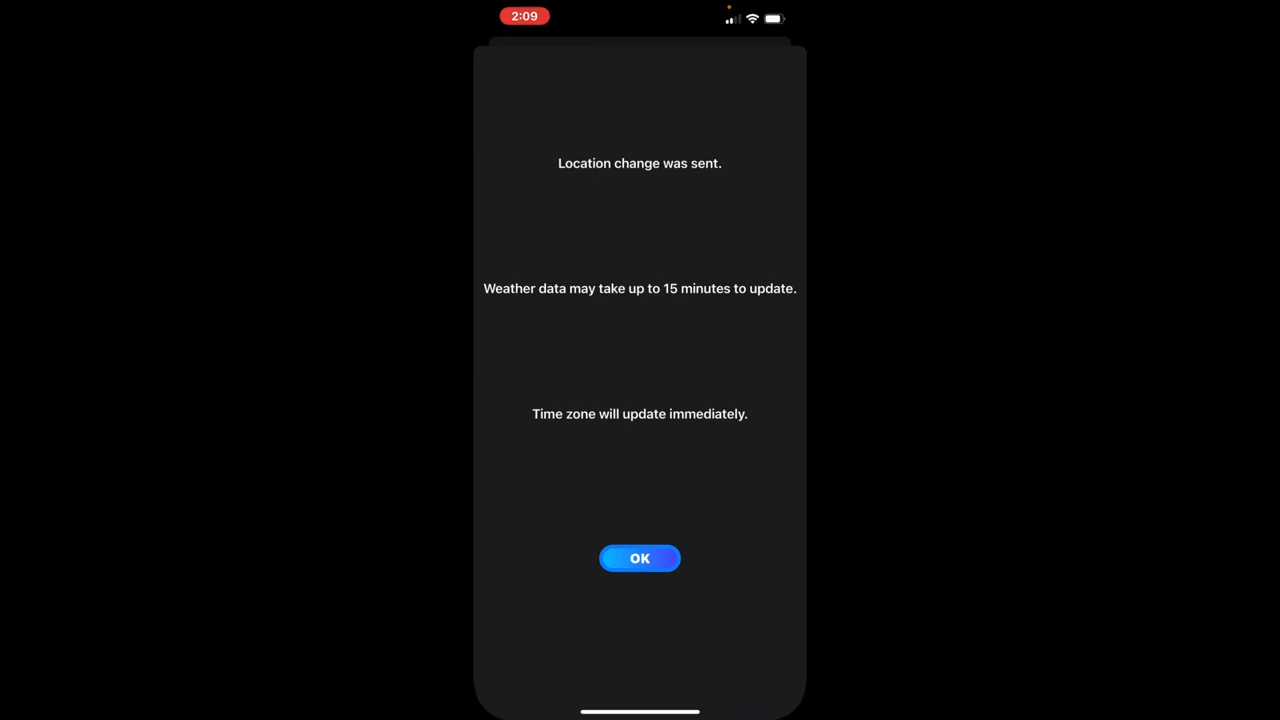 2:09
Location change was sent.
Weather data may take up to 15 minutes to update.
Time zone will update immediately.
OK